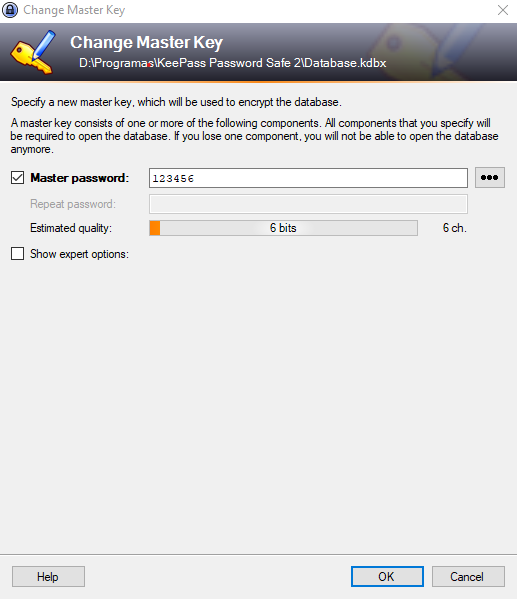 Change Master Key
Change Master Key
D:\Programas\KeePass Password Safe 2\Database.kdbx
Specify a new master key, which will be used to encrypt the database.
A master key consists of one or more of the following components. All components that you specify will
be required to open the database. If you lose one component, you will not be able to open the database
anymore.
Master password: 123456
Repeat password:
Estimated quality: 6 bits 6 ch.
Show expert options:
Help OK Cancel